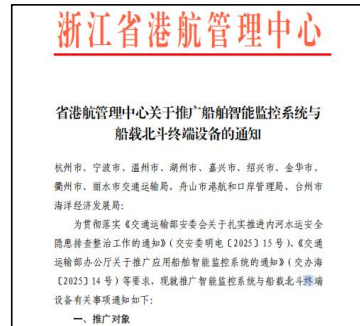 浙江省港航管理中心
省港航管理中心关于推广船舶智能监控系统与
船载北斗终端设备的通知
杭州市、宁波市、温州市、湖州市、嘉兴市、绍兴市、金华市、
衢州市、丽水市交通运输局，舟山市港航和口岸管理局，台州市
海洋经济发展局：
为贯彻落实《交通运输部安委会关于扎实推进内河水运安全
隐患排查整治工作的通知》（交安委明电〔2025〕15号）、《交通
运输部办公厅关于推广应用船舶智能监控系统的通知》（交办海
〔2025〕14号）等要求，现就推广智能监控系统与船载北斗终端
设备有关事项通知如下：
一、推广对象